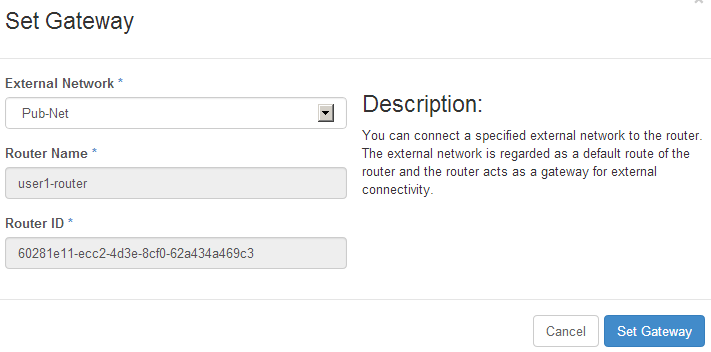 Set Gateway
External Network *
Pub-Net
Router Name *
user1-router
Router ID *
60281e11-ecc2-4d3e-8cf0-62a434a469c3
Description:
You can connect a specified external network to the router.
The external network is regarded as a default route of the
router and the router acts as a gateway for external
connectivity.
Cancel
Set Gateway